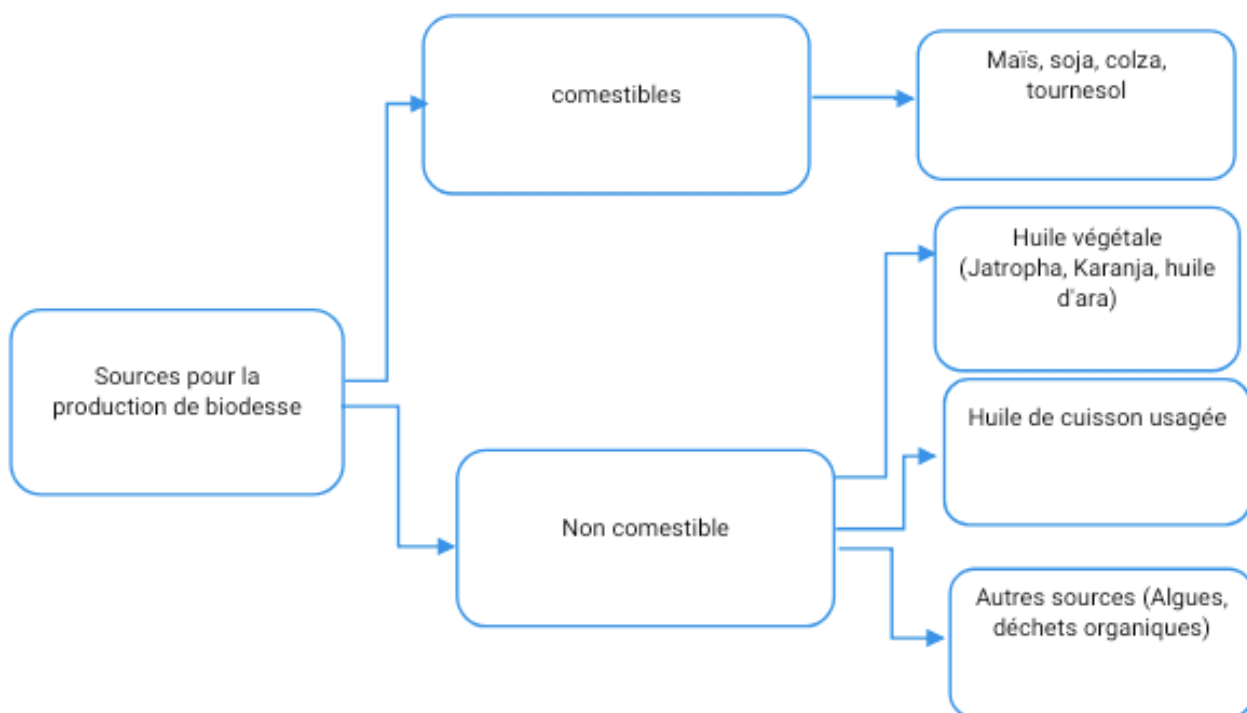 comestibles
Maïs, soja, colza,
tournesol
Huile végétale
(Jatropha, Karanja, huile
d'ara)
Sources pour la
production de biodesse
Huile de cuisson usagée
Non comestible
Autres sources (Algues,
déchets organiques)